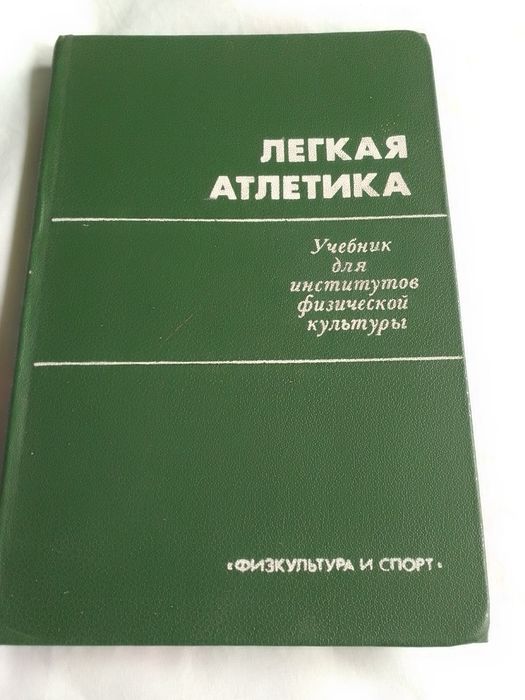 ЛЕГКАЯ
АТЛЕТИКА
Учебник
для
институтов
физической
культуры
«ФИЗКУЛЬТУРА И СПОРТ»